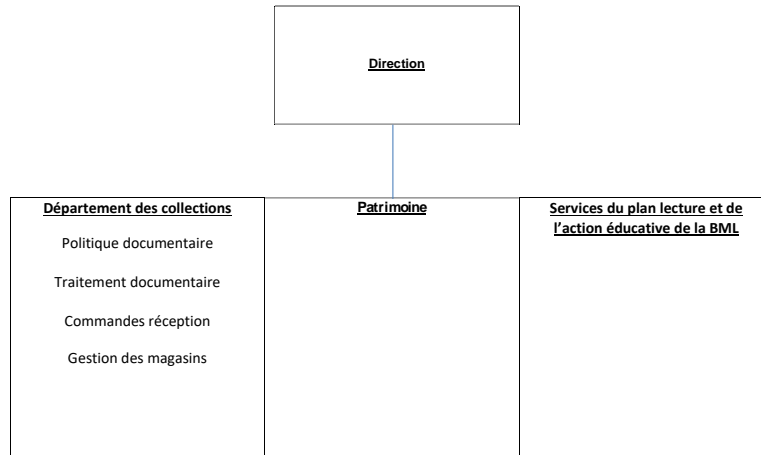 Direction
Département des collections
Politique documentaire
Traitement documentaire
Commandes réception
Gestion des magasins
Patrimoine
Services du plan lecture et de
l’action éducative de la BML